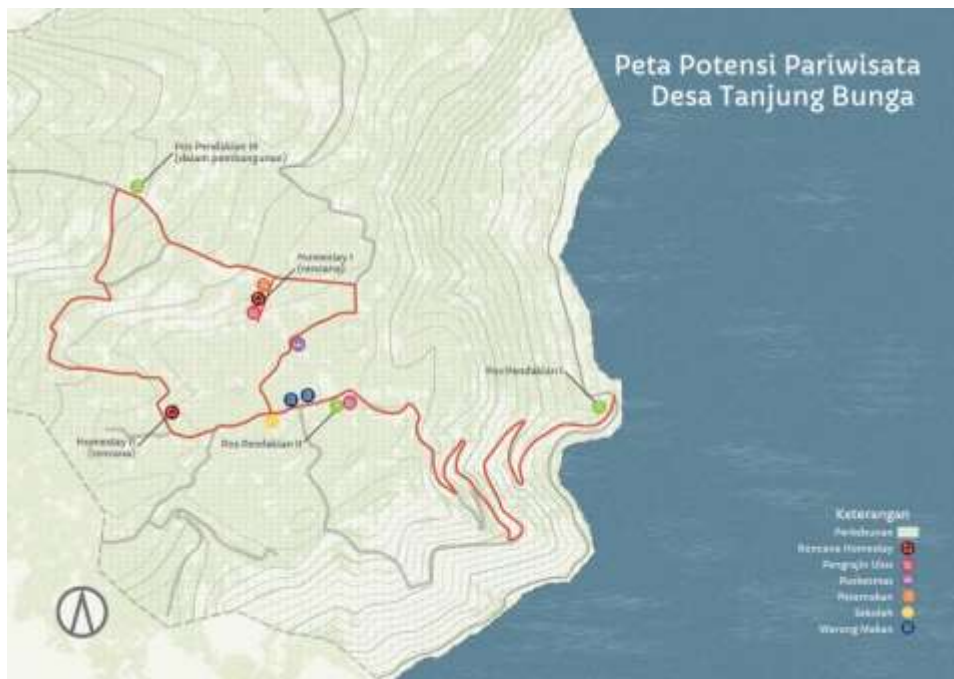 Peta Potensi Pariwisata
Desa Tanjung Bunga
Pos Pendakian III
(dalam pembangunan)
Homestay I
(rencana)
Pos Pendakian I
Homestay II
(rencana)
Pos Pendakian II
Keterangan
Perkebunan
Rencana Homestay
Pengrajin Ulos
Puskesmas
Peternakan
Sekolah
Warung Makan